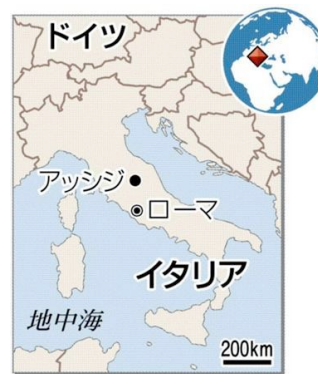 ドイツ
アッシジ
ローマ
イタリア
地中海
200km